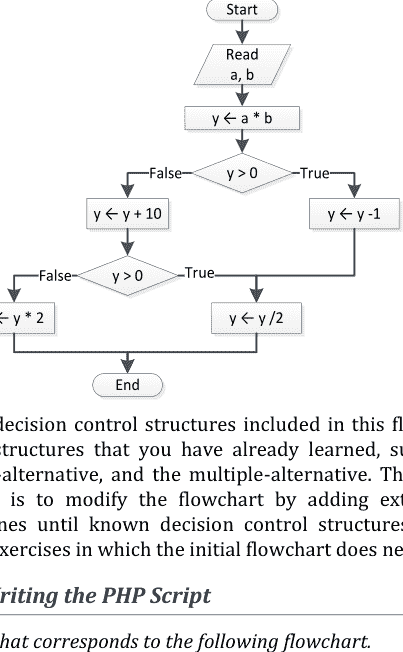 Start
Read
a, b
y ← a * b
False
y > 0
True
y ← y + 10
y ← y -1
False
y > 0
True
← y * 2
y ← y /2
End
decision control structures included in this fl
structures that you have already learned, su
-alternative, and the multiple-alternative. Th
is to modify the flowchart by adding ext
nes until known decision control structures
exercises in which the initial flowchart does ne
riting the PHP Script
hat corresponds to the following flowchart.